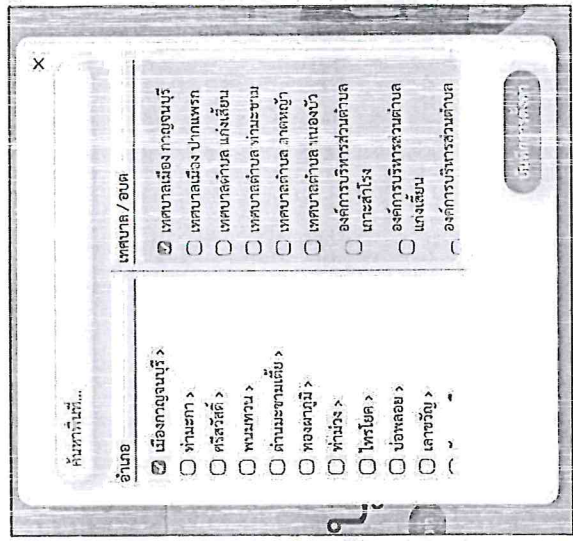 ×
ค้นหาพื้นที่...
อำเภอ
เทศบาล / อบต
เมืองกาญจนบุรี >
ท่ามะกา >
ศรีสวัสดิ์ >
พนมทวน >
ด่านมะขามเตี้ย >
ทองผาภูมิ >
ท่าม่วง >
ไทรโยค >
บ่อพลอย >
เลาขวัญ >
เทศบาลเมือง กาญจนบุรี
เทศบาลเมือง ปากแพรก
เทศบาลตำบล แก่งเสี้ยน
เทศบาลตำบล ท่ามะขาม
เทศบาลตำบล ลาดหญ้า
เทศบาลตำบล หนองบัว
องค์การบริหารส่วนตำบล
เกาะสำโรง
องค์การบริหารส่วนตำบล
แก่งเสี้ยน
องค์การบริหารส่วนตำบล